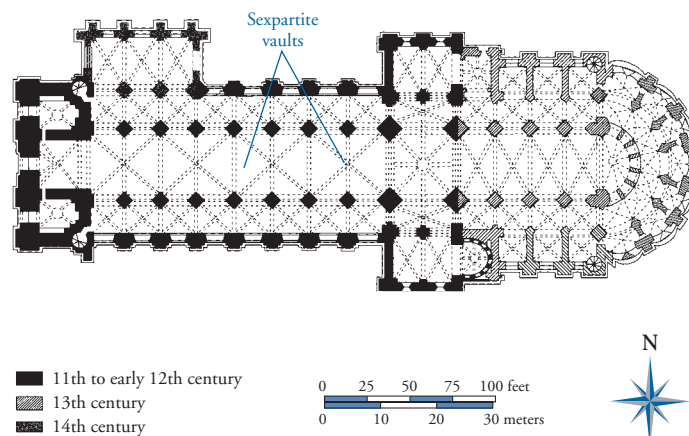 Sexpartite
vaults
11th to early 12th century
13th century
14th century
0 25 50 75 100 feet
0 10 20 30 meters
N